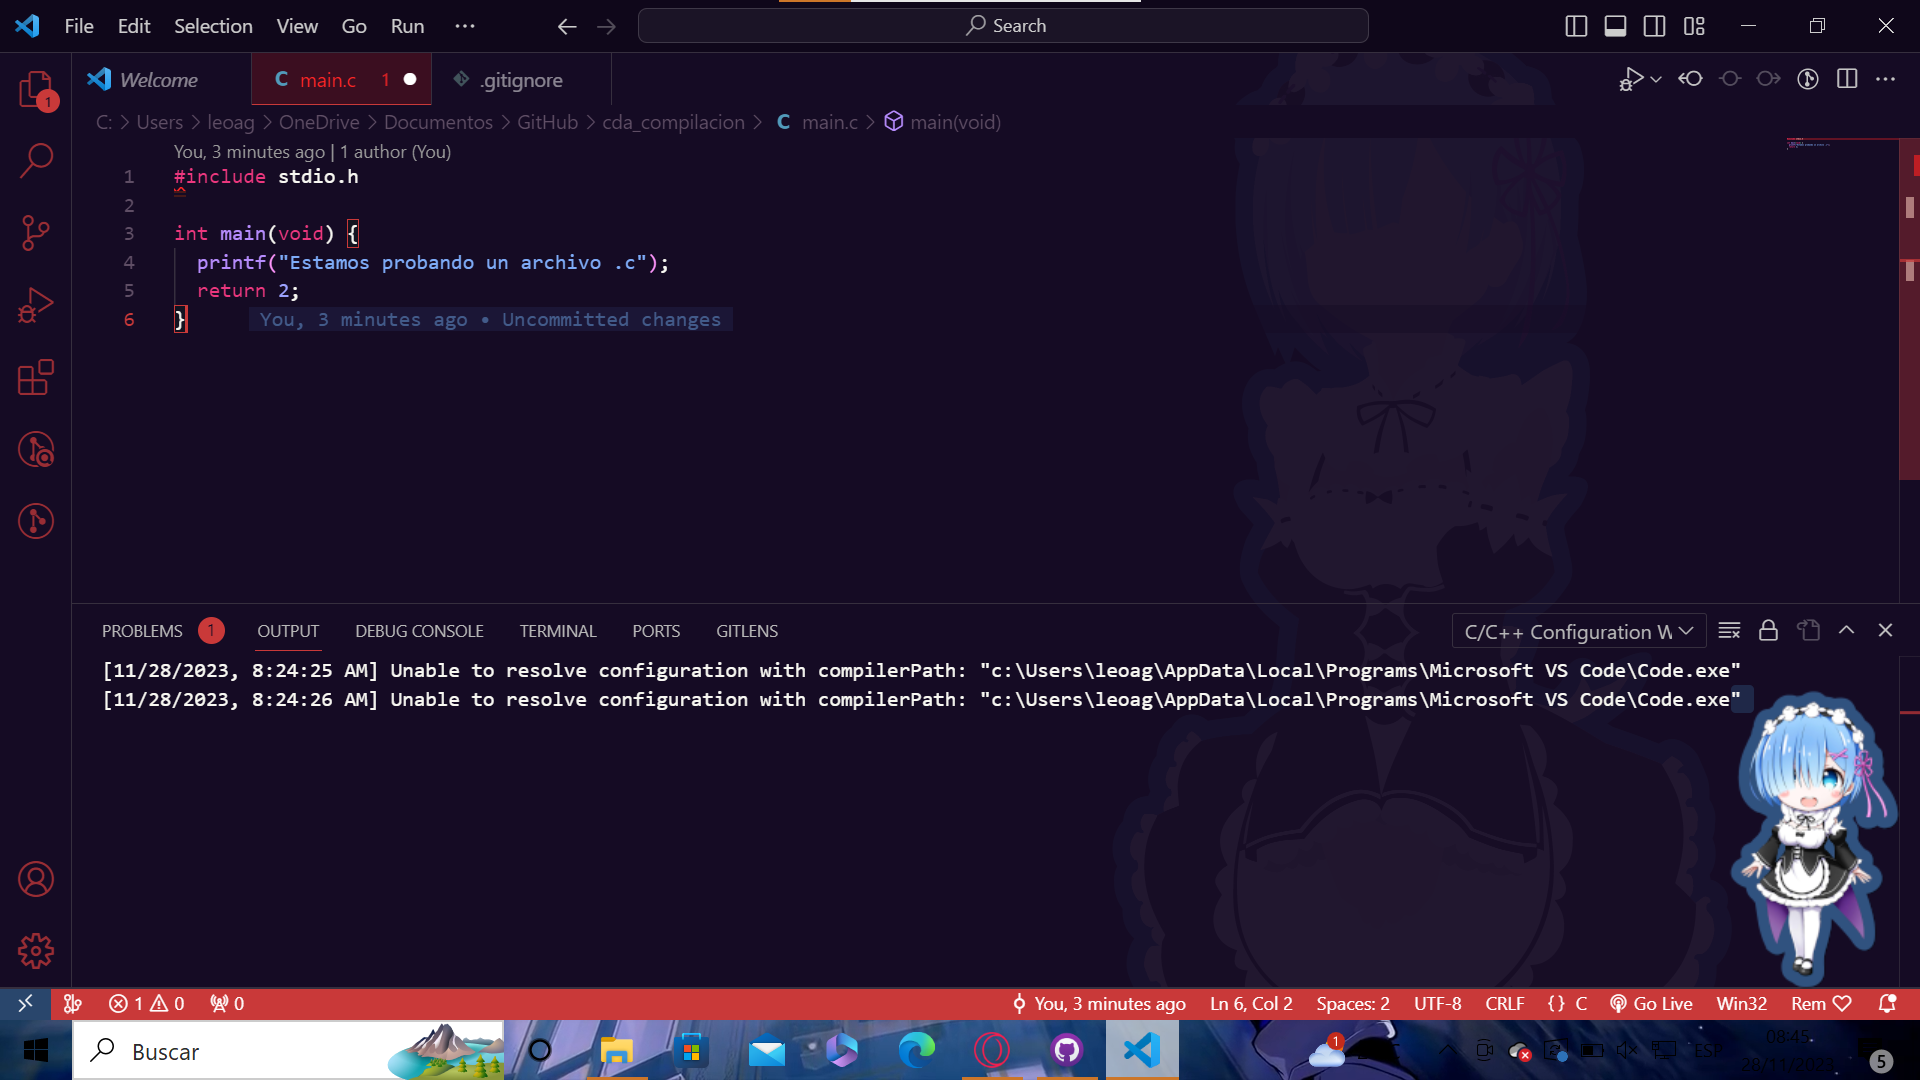 File Edit Selection View Go Run ··· Search
Welcome main.c 1 .gitignore
C: > Users > leoag > OneDrive > Documentos > GitHub > cda_compilacion > C main.c > main(void)
You, 3 minutes ago | 1 author (You)
1 #include stdio.h
2
3 int main(void) {
4 printf("Estamos probando un archivo .c");
5 return 2;
6 } You, 3 minutes ago • Uncommitted changes
PROBLEMS 1 OUTPUT DEBUG CONSOLE TERMINAL PORTS GITLENS C/C++ Configuration W
[11/28/2023, 8:24:25 AM] Unable to resolve configuration with compilerPath: "c:\Users\leoag\AppData\Local\Programs\Microsoft VS Code\Code.exe"
[11/28/2023, 8:24:26 AM] Unable to resolve configuration with compilerPath: "c:\Users\leoag\AppData\Local\Programs\Microsoft VS Code\Code.exe"
1 0 0 You, 3 minutes ago Ln 6, Col 2 Spaces: 2 UTF-8 CRLF {} C Go Live Win32 Rem
Buscar 1 08:45
28/11/2023 5